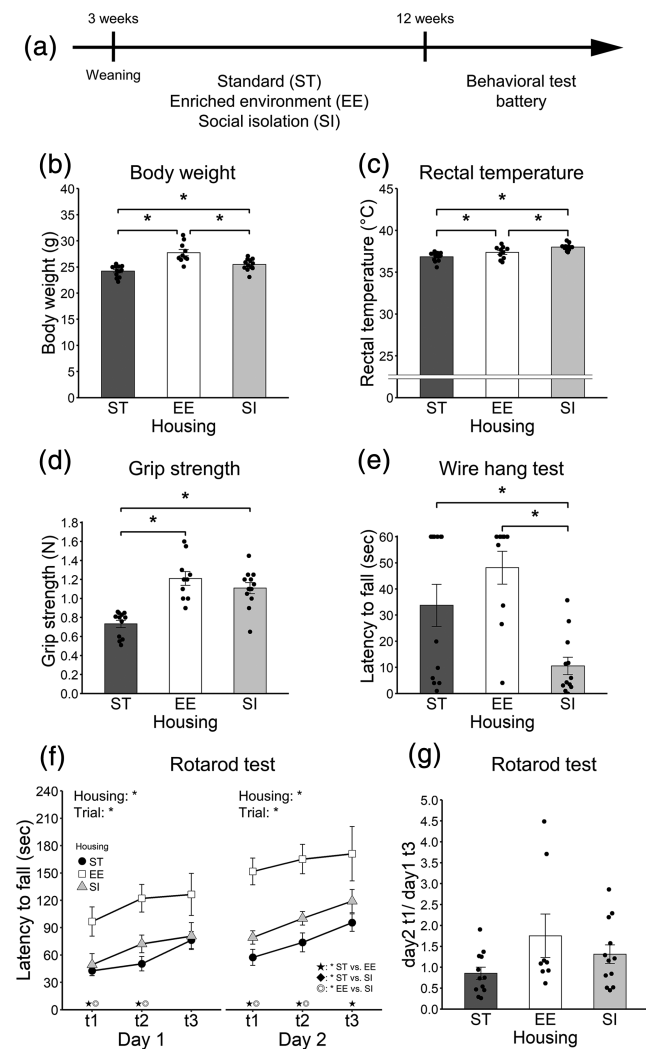 3 weeks 12 weeks
(a)
Weaning
Standard (ST)
Enriched environment (EE)
Social isolation (SI)
Behavioral test
battery
(b) Body weight
Body weight (g)
40
35
30
25
20
15
10
5
0
*
* *
ST EE SI
Housing
(c) Rectal temperature
Rectal temperature (°C)
40
35
30
25
0
*
* *
ST EE SI
Housing
(d) Grip strength
Grip strength (N)
1.8
1.6
1.4
1.2
1.0
0.8
0.6
0.4
0.2
0.0
*
*
ST EE SI
Housing
(e) Wire hang test
Latency to fall (sec)
60
50
40
30
20
10
0
*
*
ST EE SI
Housing
(f) Rotarod test
Latency to fall (sec)
240
210
180
150
120
90
60
30
0
Housing: *
Trial: *
Housing
ST
EE
SI
Housing: *
Trial: *
★: * ST vs. EE
◆: * ST vs. SI
◎: * EE vs. SI
★◎ ★◎ ★◎ ★◎ ★
t1 t2 t3 t1 t2 t3
Day 1 Day 2
(g) Rotarod test
day2 t1/ day1 t3
5.0
4.5
4.0
3.5
3.0
2.5
2.0
1.5
1.0
0.5
0.0
ST EE SI
Housing